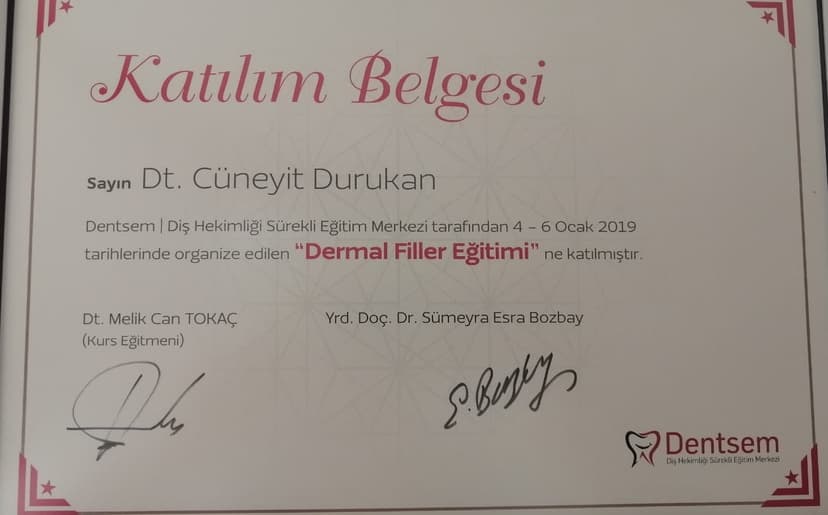 Katılım Belgesi
Sayın Dt. Cüneyit Durukan
Dentsem | Diş Hekimliği Sürekli Eğitim Merkezi tarafından 4 – 6 Ocak 2019
tarihlerinde organize edilen “Dermal Filler Eğitimi” ne katılmıştır.
Dt. Melik Can TOKAÇ
(Kurs Eğitmeni)
Yrd. Doç. Dr. Sümeyra Esra Bozbay
E. Bozbay
Dentsem
Diş Hekimliği Sürekli Eğitim Merkezi